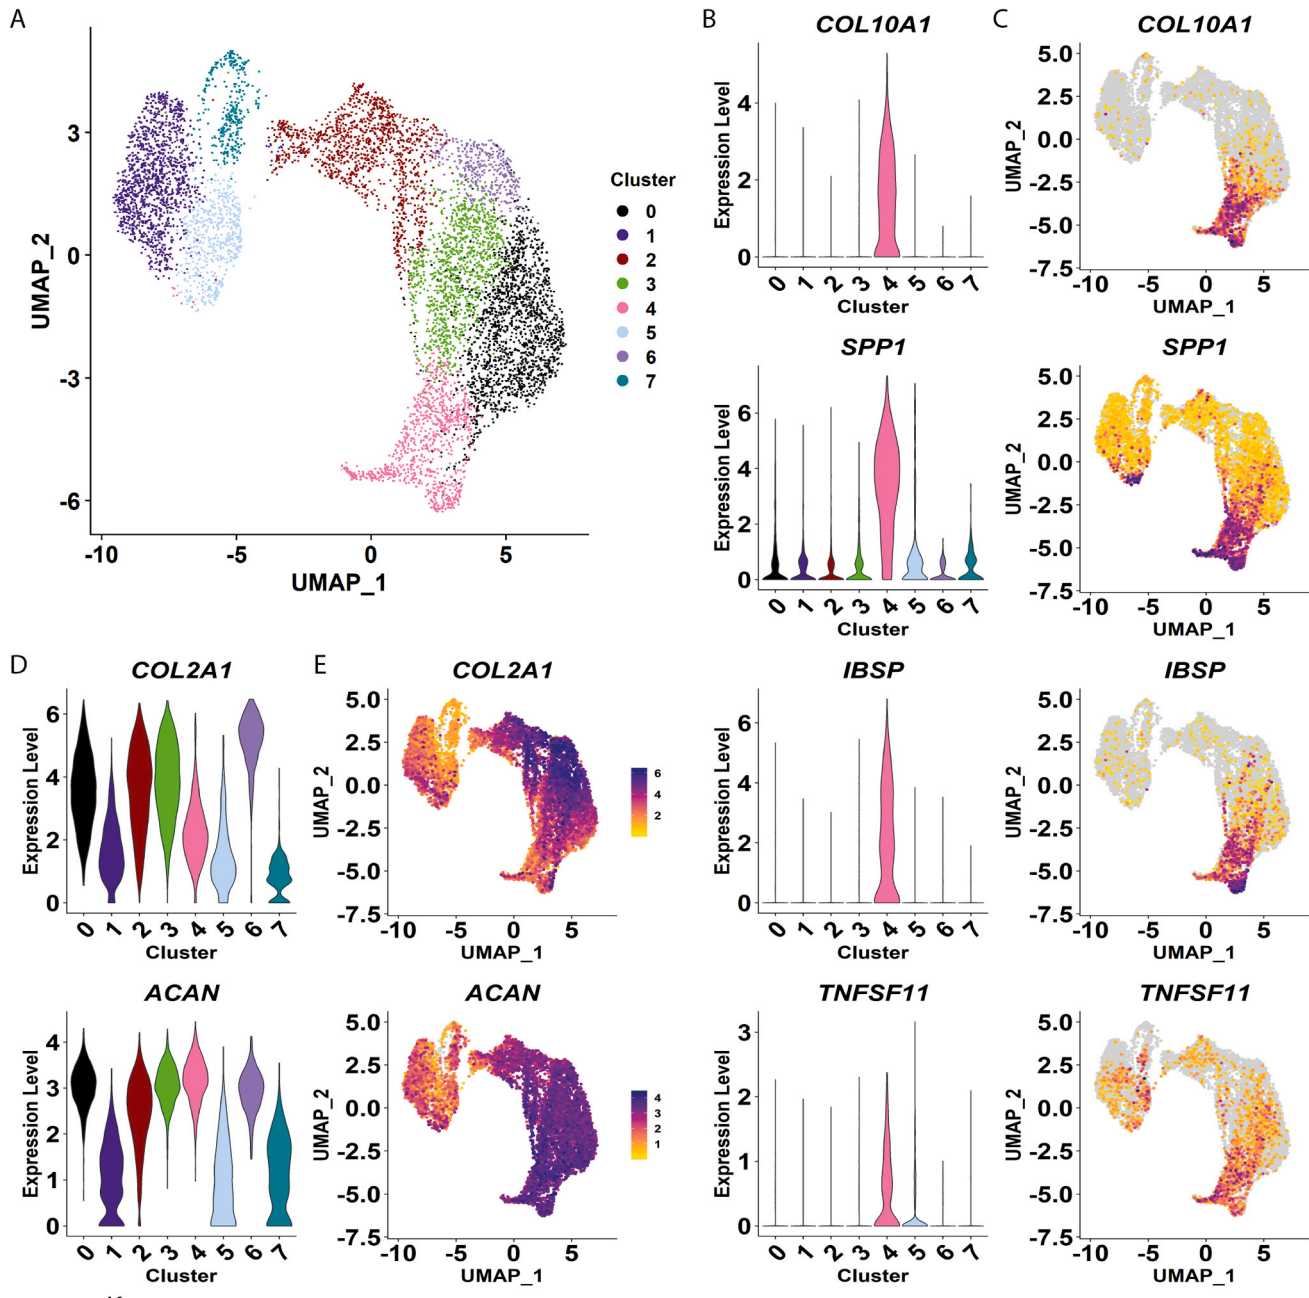 A
UMAP_2
3
0
-3
-6
-10
-5
0
5
UMAP_1
Cluster
0
1
2
3
4
5
6
7
B
COL10A1
Expression Level
4
2
0
0 1 2 3 4 5 6 7
Cluster
C
COL10A1
UMAP_2
5.0
2.5
0.0
-2.5
-5.0
-7.5
-10 -5 0 5
UMAP_1
SPP1
Expression Level
6
4
2
0
0 1 2 3 4 5 6 7
Cluster
SPP1
UMAP_2
5.0
2.5
0.0
-2.5
-5.0
-7.5
-10 -5 0 5
UMAP_1
D
COL2A1
Expression Level
6
4
2
0
0 1 2 3 4 5 6 7
Cluster
E
COL2A1
UMAP_2
5.0
2.5
0.0
-2.5
-5.0
-7.5
-10 -5 0 5
UMAP_1
6
4
2
IBSP
Expression Level
6
4
2
0
0 1 2 3 4 5 6 7
Cluster
IBSP
UMAP_2
5.0
2.5
0.0
-2.5
-5.0
-7.5
-10 -5 0 5
UMAP_1
ACAN
Expression Level
4
3
2
1
0
0 1 2 3 4 5 6 7
Cluster
ACAN
UMAP_2
5.0
2.5
0.0
-2.5
-5.0
-7.5
-10 -5 0 5
UMAP_1
4
3
2
1
TNFSF11
Expression Level
3
2
1
0
0 1 2 3 4 5 6 7
Cluster
TNFSF11
UMAP_2
5.0
2.5
0.0
-2.5
-5.0
-7.5
-10 -5 0 5
UMAP_1